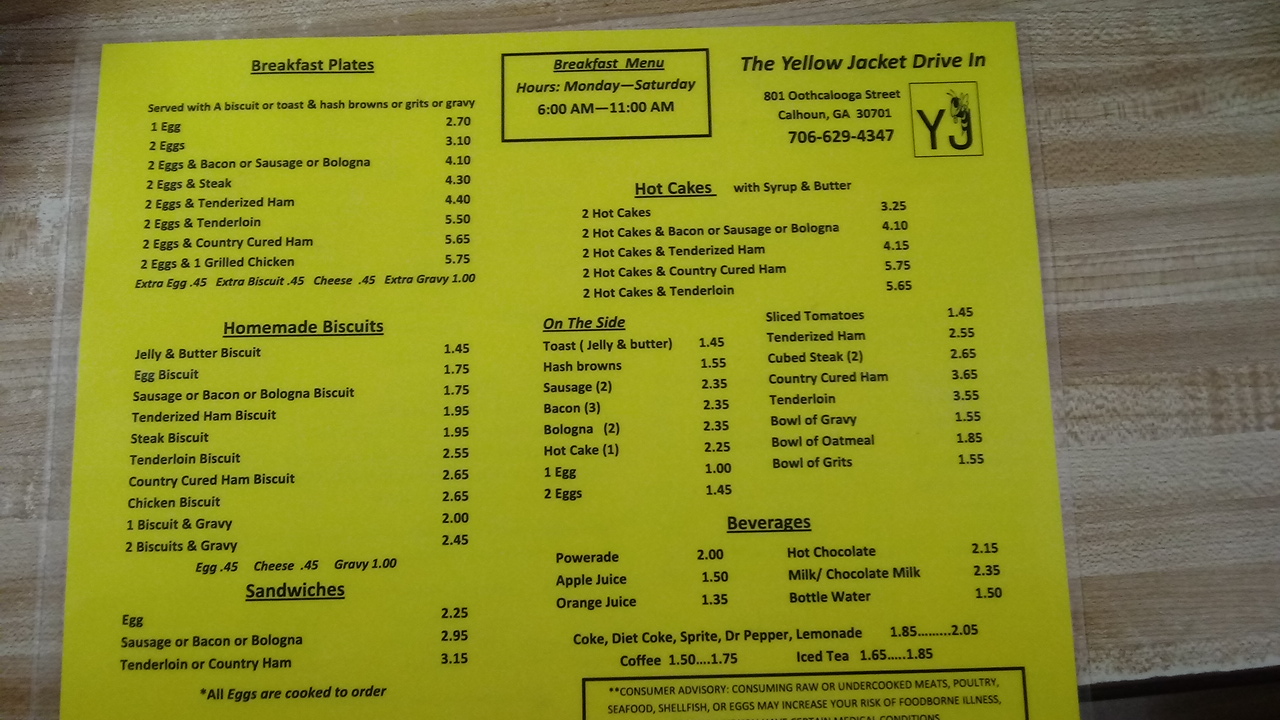 Breakfast Plates
Served with A biscuit or toast & hash browns or grits or gravy
1 Egg 2.70
2 Eggs 3.10
2 Eggs & Bacon or Sausage or Bologna 4.10
2 Eggs & Steak 4.30
2 Eggs & Tenderized Ham 4.40
2 Eggs & Tenderloin 5.50
2 Eggs & Country Cured Ham 5.65
2 Eggs & 1 Grilled Chicken 5.75
Extra Egg .45 Extra Biscuit .45 Cheese .45 Extra Gravy 1.00
Homemade Biscuits
Jelly & Butter Biscuit 1.45
Egg Biscuit 1.75
Sausage or Bacon or Bologna Biscuit 1.75
Tenderized Ham Biscuit 1.95
Steak Biscuit 1.95
Tenderloin Biscuit 2.55
Country Cured Ham Biscuit 2.65
Chicken Biscuit 2.65
1 Biscuit & Gravy 2.00
2 Biscuits & Gravy 2.45
Egg .45 Cheese .45 Gravy 1.00
Sandwiches
Egg 2.25
Sausage or Bacon or Bologna 2.95
Tenderloin or Country Ham 3.15
*All Eggs are cooked to order
Breakfast Menu
Hours: Monday—Saturday
6:00 AM—11:00 AM
The Yellow Jacket Drive In
801 Oothcalooga Street
Calhoun, GA 30701
706-629-4347
YJ
Hot Cakes with Syrup & Butter
2 Hot Cakes 3.25
2 Hot Cakes & Bacon or Sausage or Bologna 4.10
2 Hot Cakes & Tenderized Ham 4.15
2 Hot Cakes & Country Cured Ham 5.75
2 Hot Cakes & Tenderloin 5.65
On The Side
Toast ( Jelly & butter) 1.45
Hash browns 1.55
Sausage (2) 2.35
Bacon (3) 2.35
Bologna (2) 2.35
Hot Cake (1) 2.25
1 Egg 1.00
2 Eggs 1.45
Sliced Tomatoes 1.45
Tenderized Ham 2.55
Cubed Steak (2) 2.65
Country Cured Ham 3.65
Tenderloin 3.55
Bowl of Gravy 1.55
Bowl of Oatmeal 1.85
Bowl of Grits 1.55
Beverages
Powerade 2.00
Apple Juice 1.50
Orange Juice 1.35
Hot Chocolate 2.15
Milk/ Chocolate Milk 2.35
Bottle Water 1.50
Coke, Diet Coke, Sprite, Dr Pepper, Lemonade 1.85.........2.05
Coffee 1.50....1.75 Iced Tea 1.65.....1.85
**CONSUMER ADVISORY: CONSUMING RAW OR UNDERCOOKED MEATS, POULTRY,
SEAFOOD, SHELLFISH, OR EGGS MAY INCREASE YOUR RISK OF FOODBORNE ILLNESS,
CERTAIN MEDICAL CONDITIONS